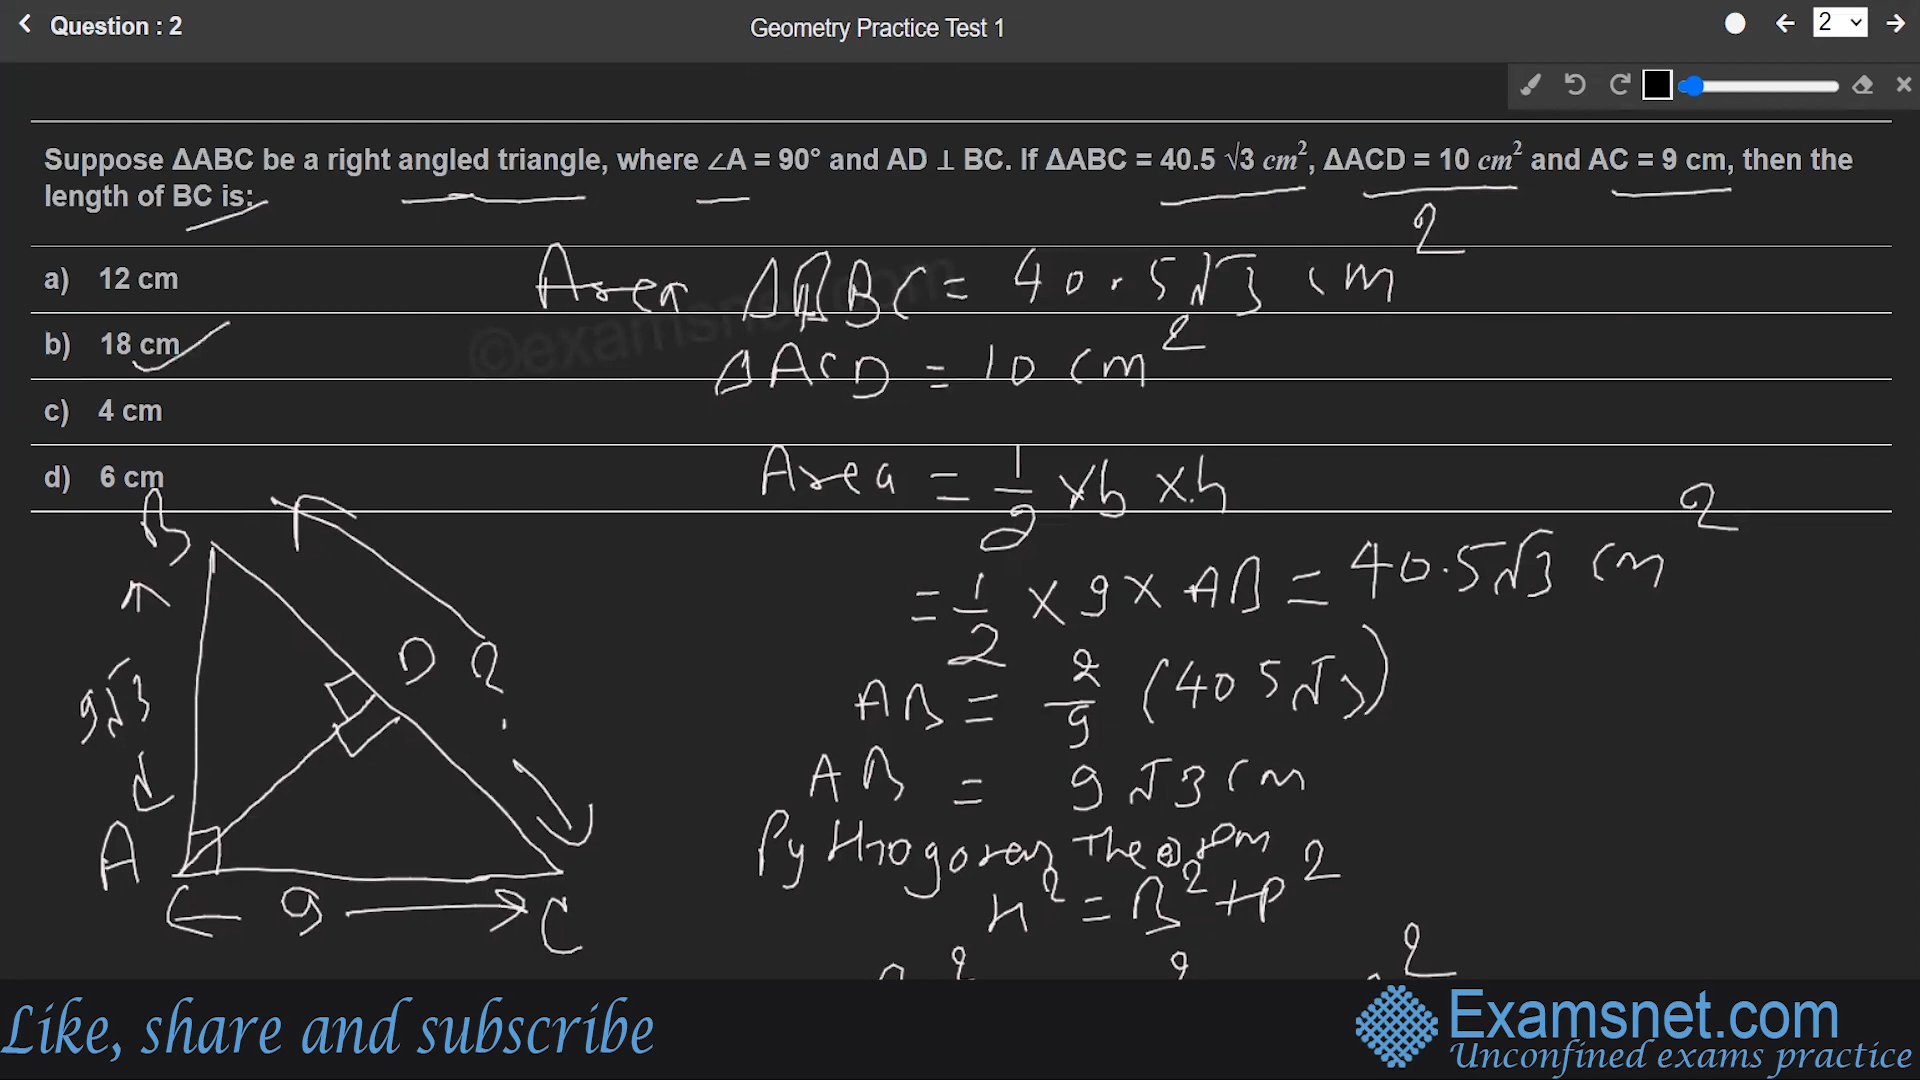 Question : 2
Geometry Practice Test 1
2
Suppose ΔABC be a right angled triangle, where ∠A = 90° and AD ⊥ BC. If ΔABC = 40.5 √3 cm², ΔACD = 10 cm² and AC = 9 cm, then the
length of BC is:
a) 12 cm
b) 18 cm
c) 4 cm
d) 6 cm
©examsnet.com
Area ΔABC = 40.5√3 cm²
ΔACD = 10 cm²
Area = 1/2 × b × h
= 1/2 × 9 × AB = 40.5√3 cm²
AB = 2/9 (40 5√3)
AB = 9√3 cm
h² = B² + P²
B
D
?
9√3
A
9
C
Like, share and subscribe
Examsnet.com
Unconfined exams practice